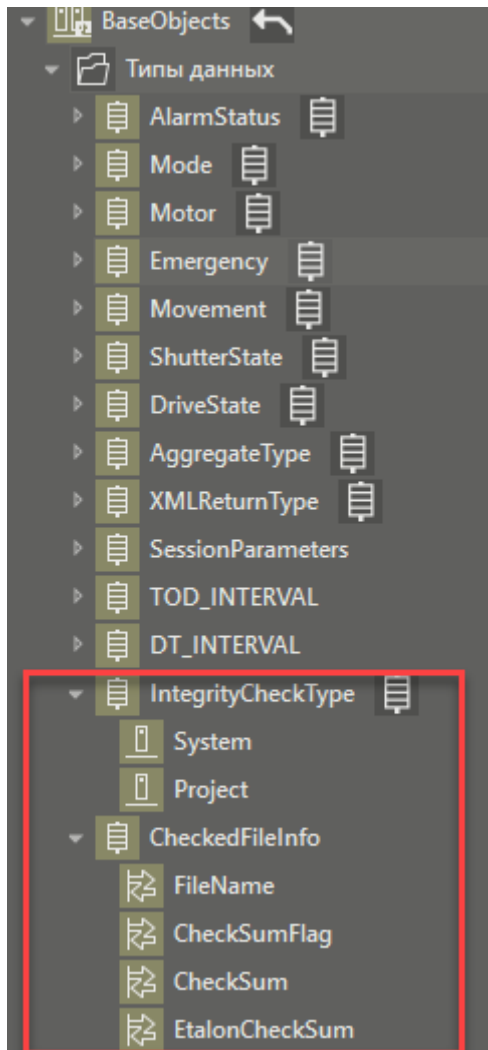 BaseObjects
Типы данных
AlarmStatus
Mode
Motor
Emergency
Movement
ShutterState
DriveState
AggregateType
XMLReturnType
SessionParameters
TOD_INTERVAL
DT_INTERVAL
IntegrityCheckType
System
Project
CheckedFileInfo
FileName
CheckSumFlag
CheckSum
EtalonCheckSum